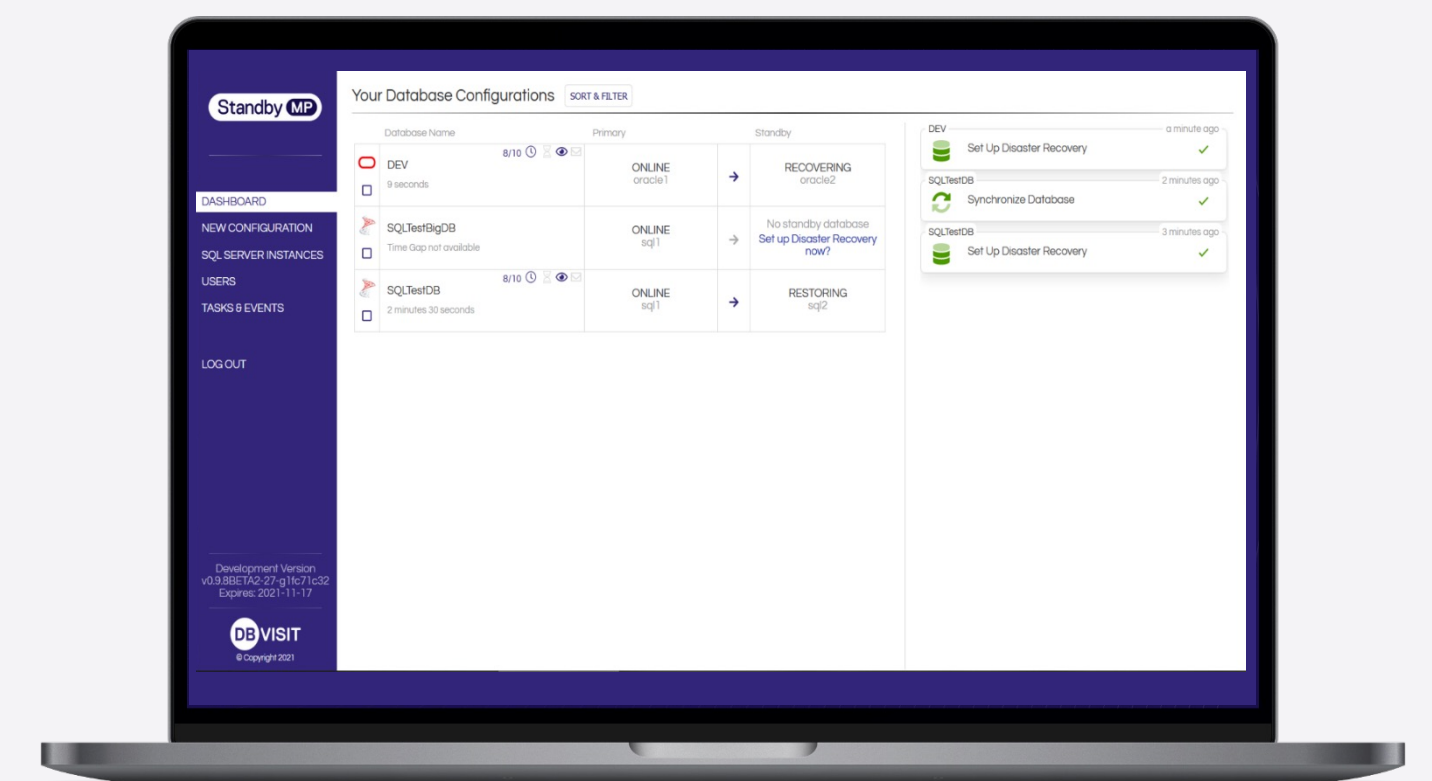 Standby MP
DASHBOARD
NEW CONFIGURATION
SQL SERVER INSTANCES
USERS
TASKS & EVENTS
LOG OUT
Development Version
v0.9.8BETA2-27-g1fc71c32
Expires: 2021-11-17
DBVISIT
© Copyright 2021
Your Database Configurations SORT & FILTER
Database Name Primary Standby
8/10
DEV
9 seconds
ONLINE
oracle1
RECOVERING
oracle2
SQLTestBigDB
Time Gap not available
ONLINE
sql1
No standby database
Set up Disaster Recovery
now?
8/10
SQLTestDB
2 minutes 30 seconds
ONLINE
sql1
RESTORING
sql2
DEV a minute ago
Set Up Disaster Recovery
SQLTestDB 2 minutes ago
Synchronize Database
SQLTestDB 3 minutes ago
Set Up Disaster Recovery